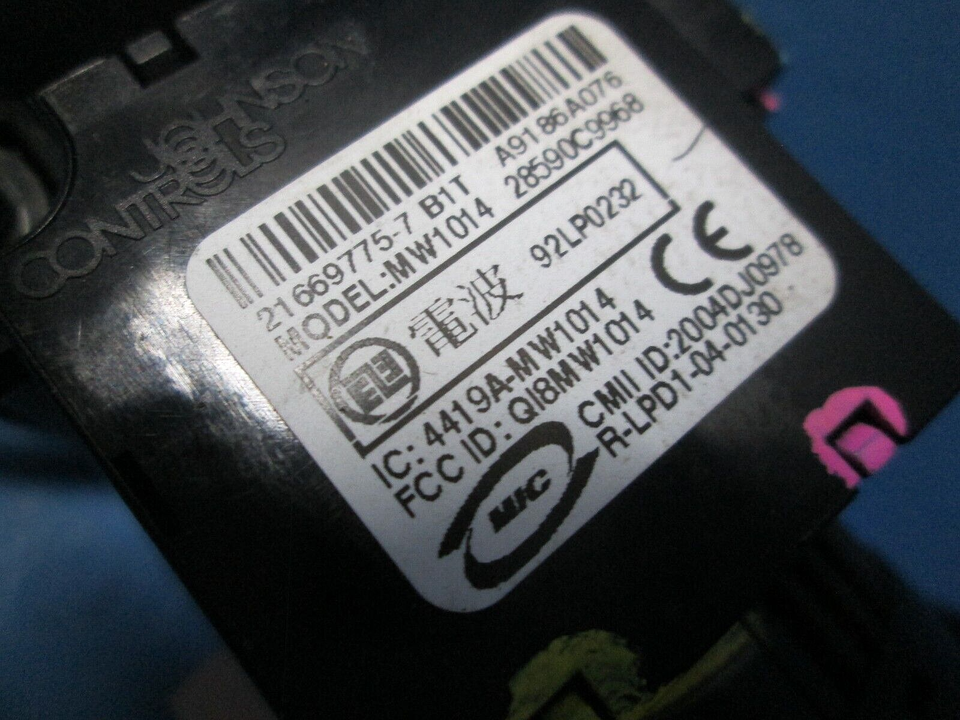 JOHNSON
CONTROLS
21669775-7 B1T A9186A076
MODEL:MW1014 28590C9968
電波 92LP0232
IC: 4419A-MW1014
FCC ID: QI8MW1014
CE
CMII ID:2004DJ0978
R-LPD1-04-0130
MIC